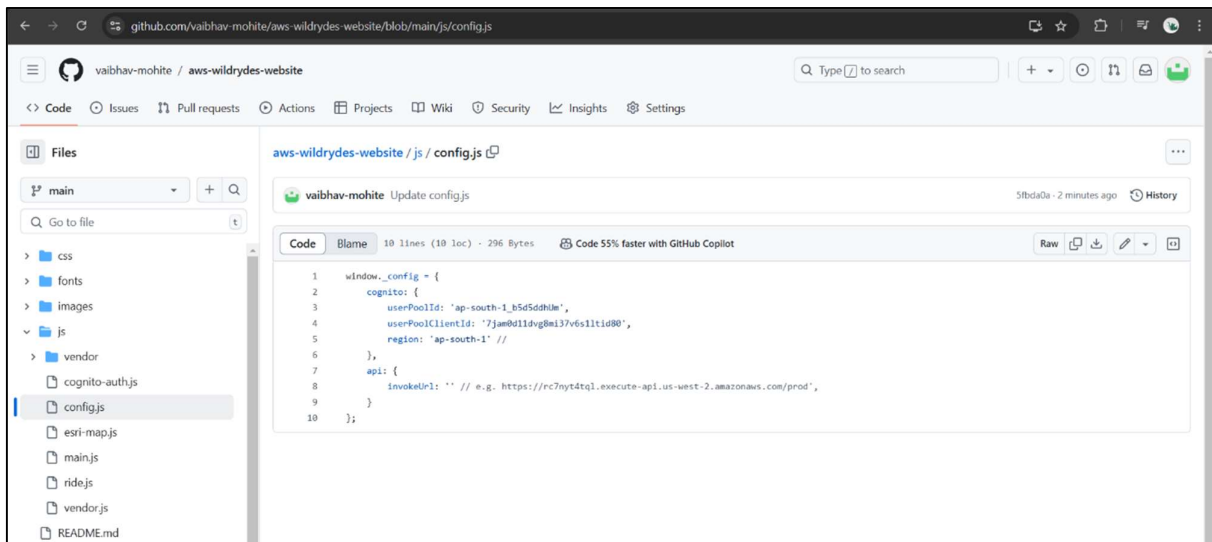 github.com/vaibhav-mohite/aws-wildrydes-website/blob/main/js/config.js
vaibhav-mohite / aws-wildrydes-website
Type / to search
Code Issues Pull requests Actions Projects Wiki Security Insights Settings
Files
main
Go to file t
css
fonts
images
js
vendor
cognito-auth.js
config.js
esri-map.js
main.js
ride.js
vendor.js
README.md
aws-wildrydes-website / js / config.js
vaibhav-mohite Update config.js
5fbda0a · 2 minutes ago History
Code Blame 10 lines (10 loc) · 296 Bytes Code 55% faster with GitHub Copilot Raw
1 window._config = {
2 cognito: {
3 userPoolId: 'ap-south-1_b5d5ddhUm',
4 userPoolClientId: '7jam0d11dvg8mi37v6s1ltid80',
5 region: 'ap-south-1' //
6 },
7 api: {
8 invokeUrl: '' // e.g. https://rc7nyt4tql.execute-api.us-west-2.amazonaws.com/prod',
9 }
10 };